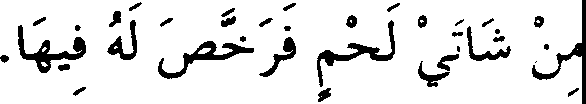 مِنْ شَاتَيْ لَحْمٍ فَرَخَّصَ لَهُ فِيهَا.